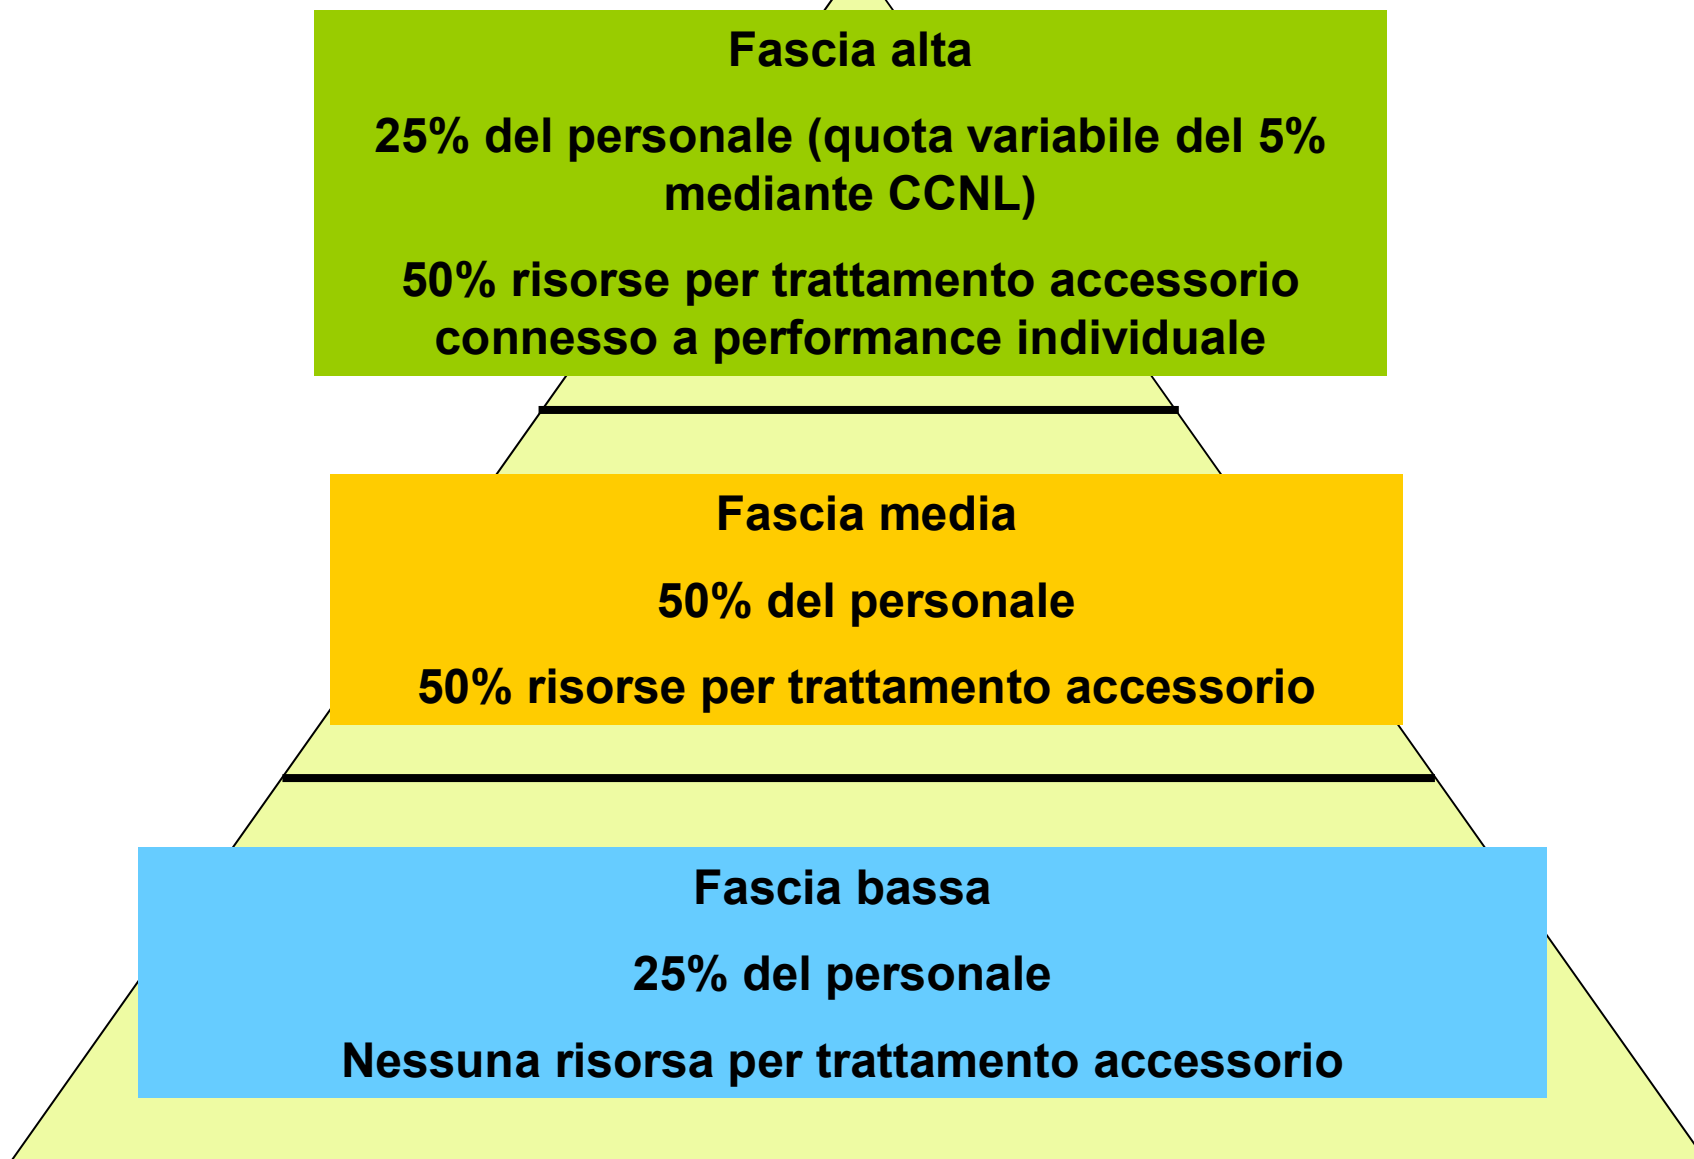 Fascia alta
25% del personale (quota variabile del 5%
mediante CCNL)
50% risorse per trattamento accessorio
connesso a performance individuale
Fascia media
50% del personale
50% risorse per trattamento accessorio
Fascia bassa
25% del personale
Nessuna risorsa per trattamento accessorio